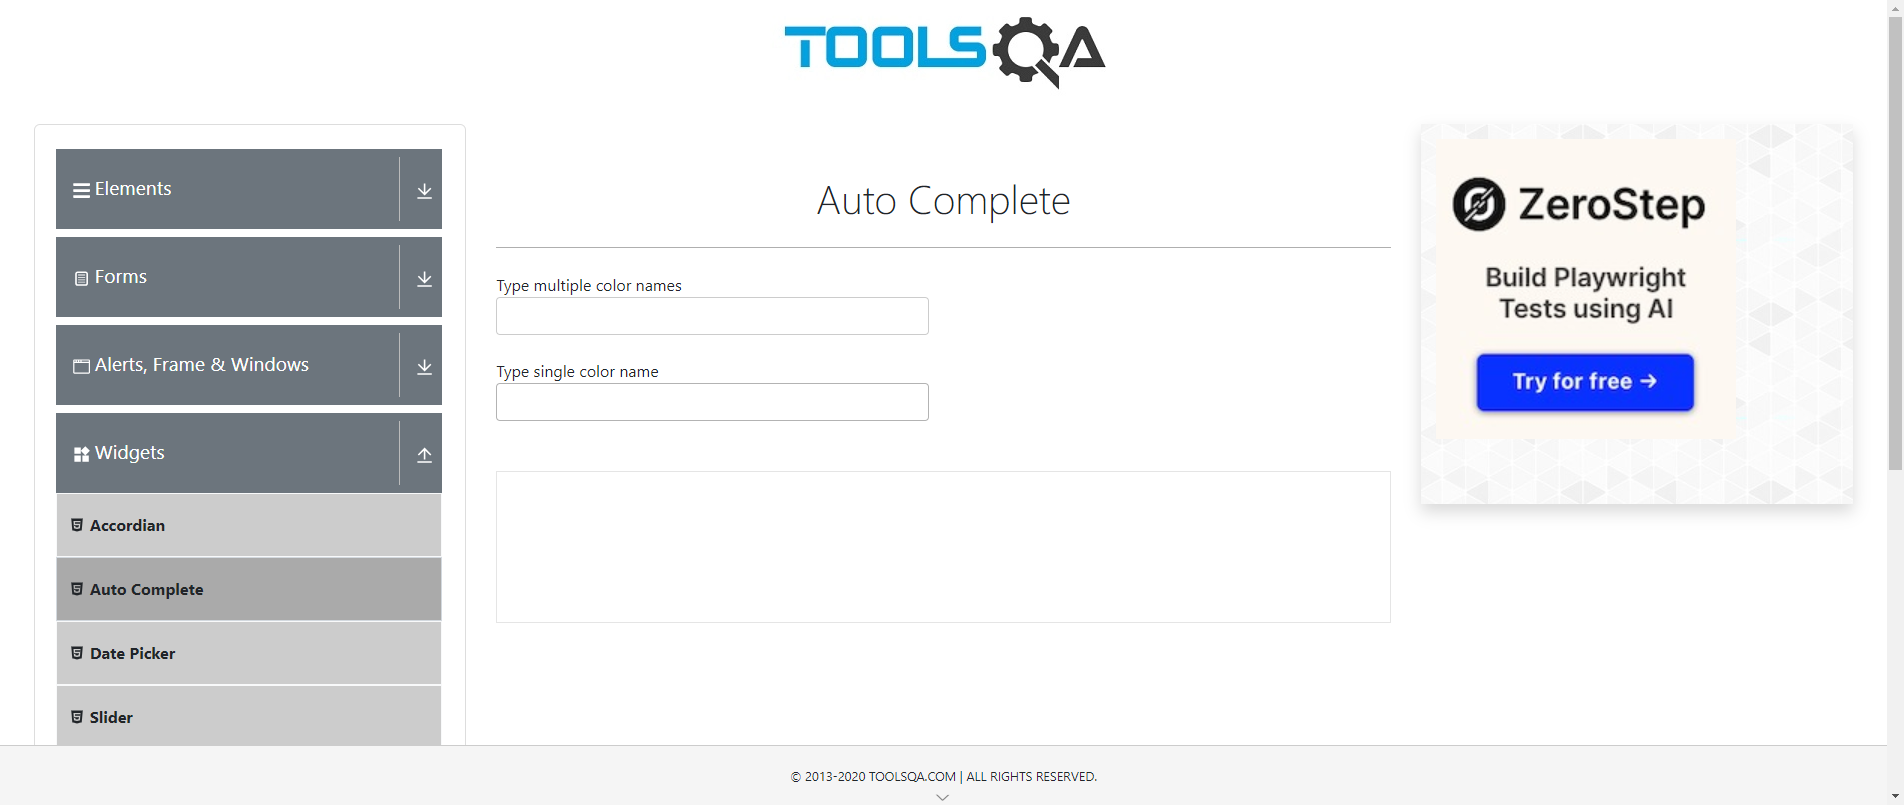 TOOLSQA
Elements
Forms
Alerts, Frame & Windows
Widgets
Accordian
Auto Complete
Date Picker
Slider
Auto Complete
Type multiple color names
Type single color name
ZeroStep
Build Playwright
Tests using AI
Try for free →
© 2013-2020 TOOLSQA.COM | ALL RIGHTS RESERVED.